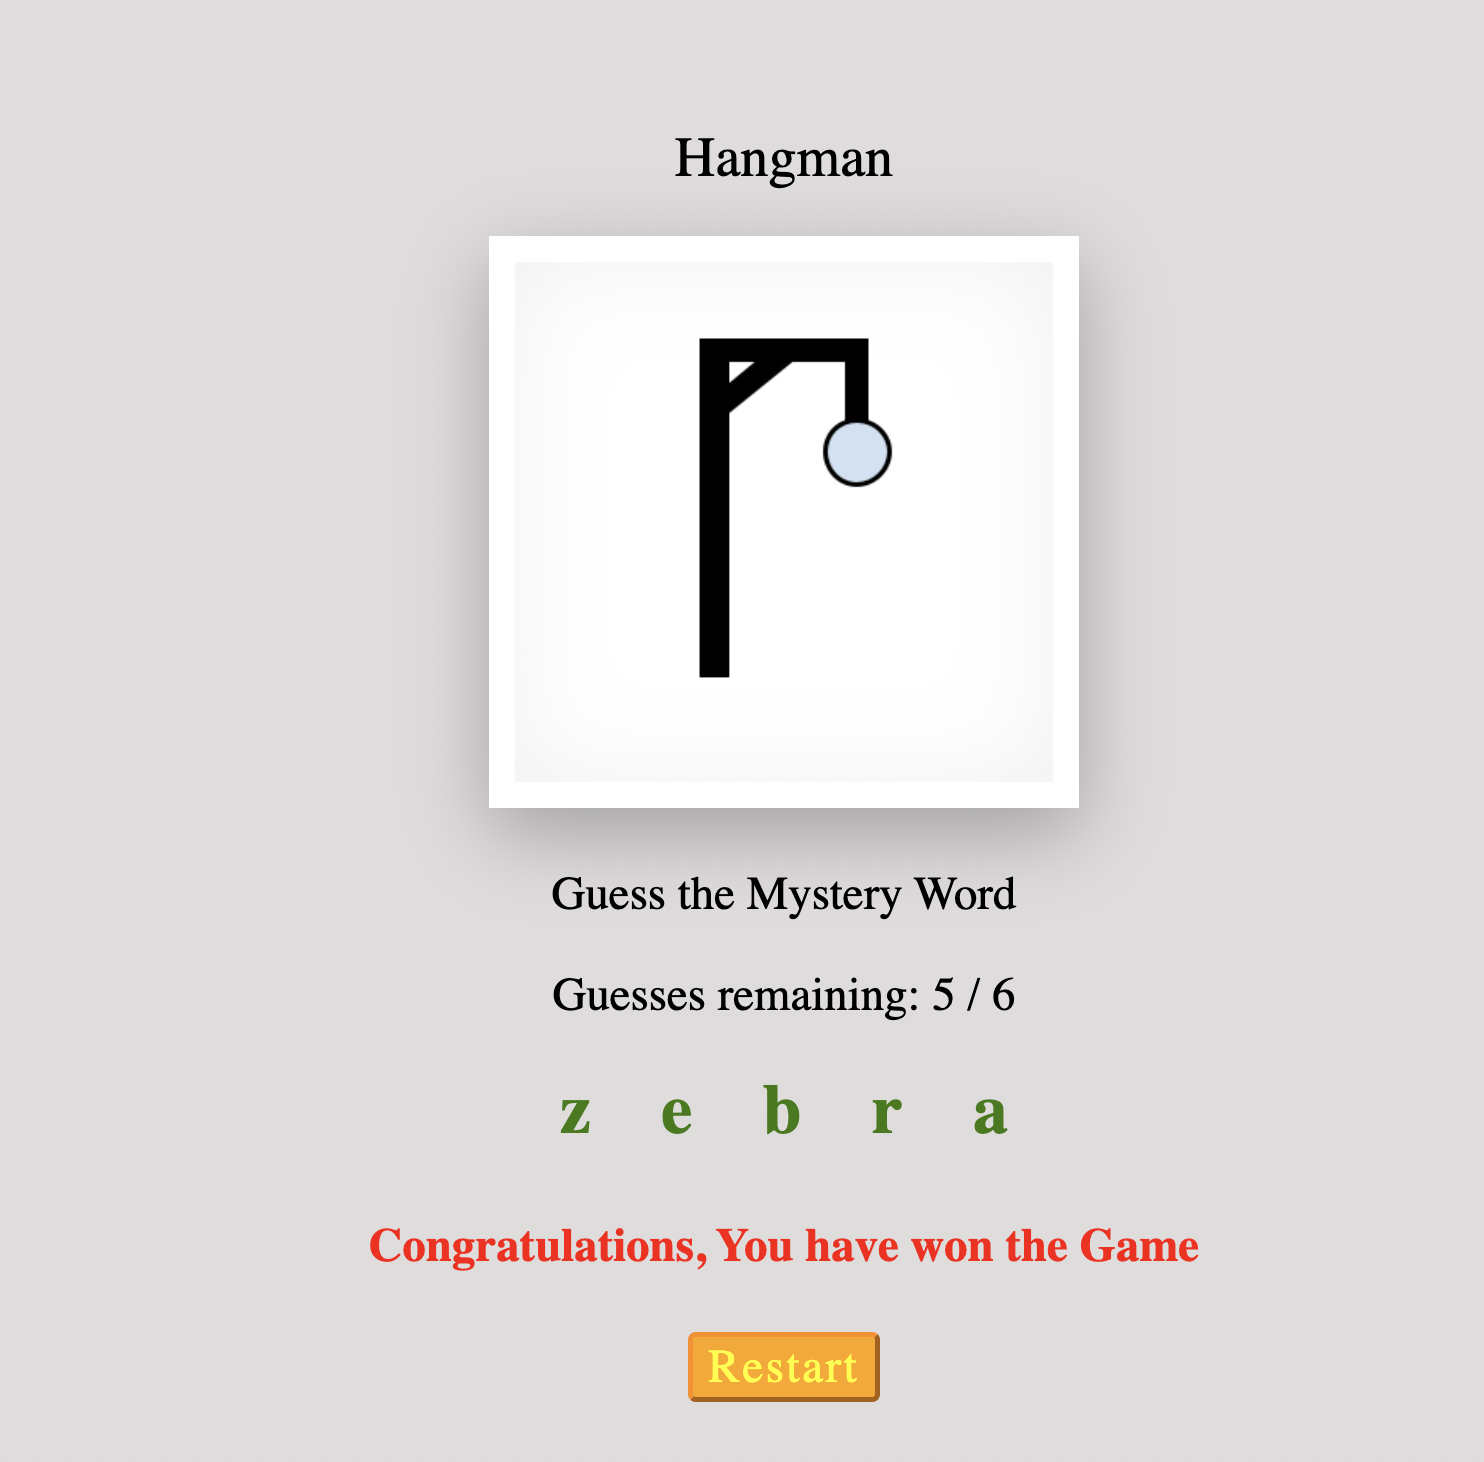 Hangman
Guess the Mystery Word
Guesses remaining: 5 / 6
z e b r a
Congratulations, You have won the Game
Restart